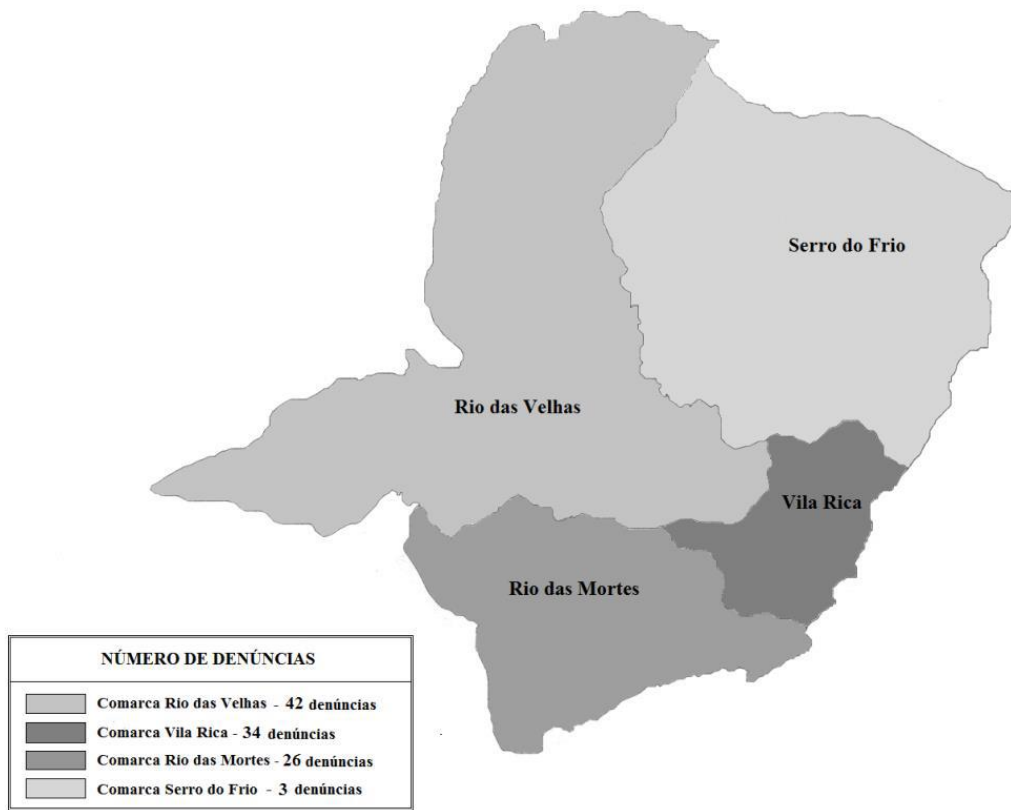 Serro do Frio
Rio das Velhas
Vila Rica
Rio das Mortes
NÚMERO DE DENÚNCIAS
Comarca Rio das Velhas - 42 denúncias
Comarca Vila Rica - 34 denúncias
Comarca Rio das Mortes - 26 denúncias
Comarca Serro do Frio - 3 denúncias